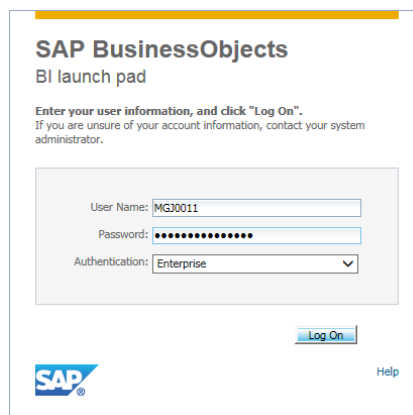 SAP BusinessObjects
BI launch pad
Enter your user information, and click "Log On".
If you are unsure of your account information, contact your system
administrator.
User Name: MGJ0011
Password: ●●●●●●●●●●●●●●●
Authentication: Enterprise
Log On
SAP
Help